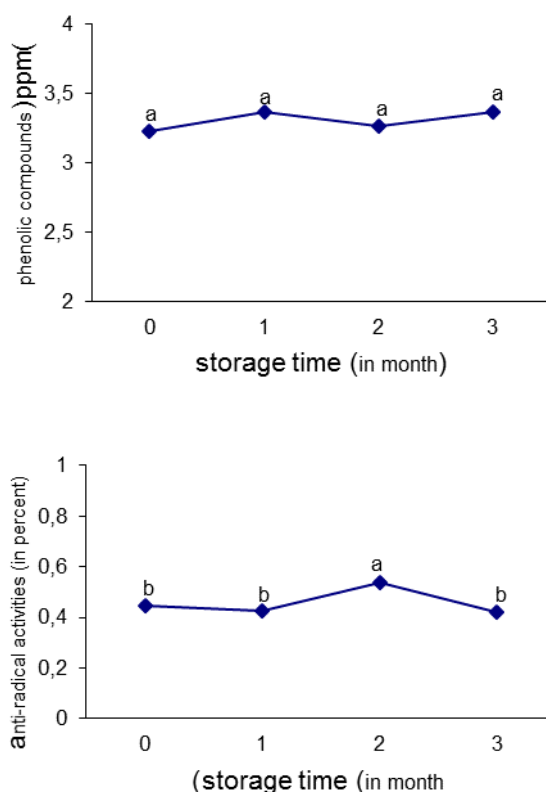 phenolic compounds )ppm(
4
3,5
3
2,5
2
a a a a
0 1 2 3
storage time (in month)
anti-radical activities (in percent)
1
0,8
0,6
0,4
0,2
0
b b a b
0 1 2 3
(storage time (in month